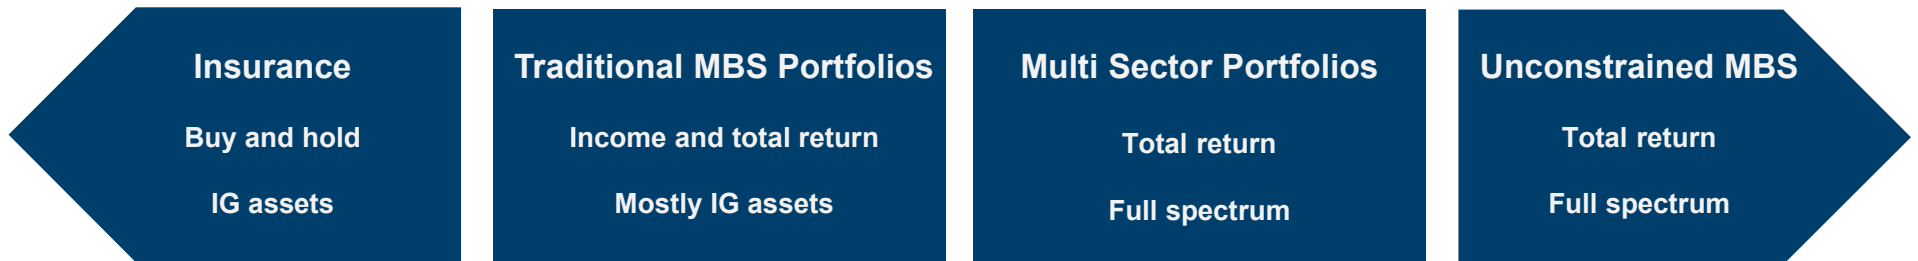 Insurance
Buy and hold
IG assets
Traditional MBS Portfolios
Income and total return
Mostly IG assets
Multi Sector Portfolios
Total return
Full spectrum
Unconstrained MBS
Total return
Full spectrum